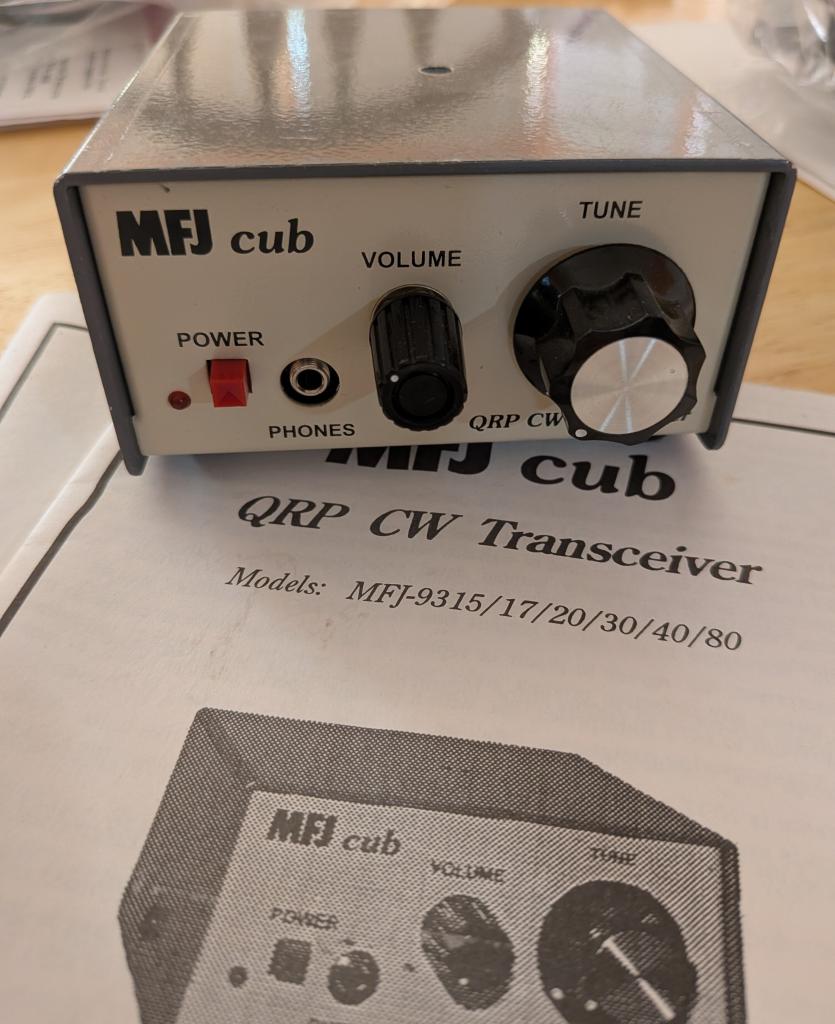 MFJ cub
TUNE
VOLUME
POWER
PHONES
QRP CW
MFJ cub
QRP CW Transceiver
Models: MFJ-9315/17/20/30/40/80
MFJ cub
VOLUME
TUNE
POWER